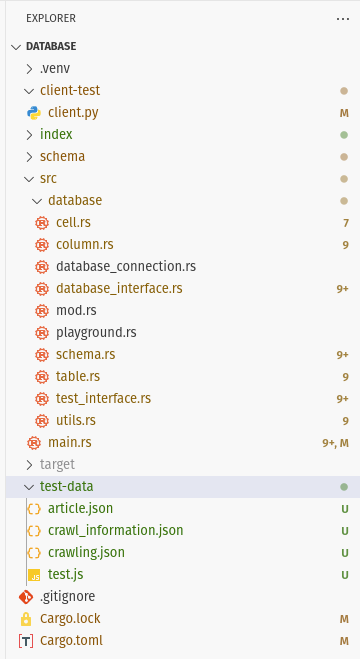 EXPLORER ...
DATABASE
.venv
client-test
client.py M
index
schema
src
database
cell.rs 7
column.rs 9
database_connection.rs
database_interface.rs 9+
mod.rs
playground.rs
schema.rs 9+
table.rs 9
test_interface.rs 9+
utils.rs 9
main.rs 9+, M
target
test-data
{} article.json U
{} crawl_information.json U
{} crawling.json U
JS test.js U
.gitignore
Cargo.lock M
[T] Cargo.toml M